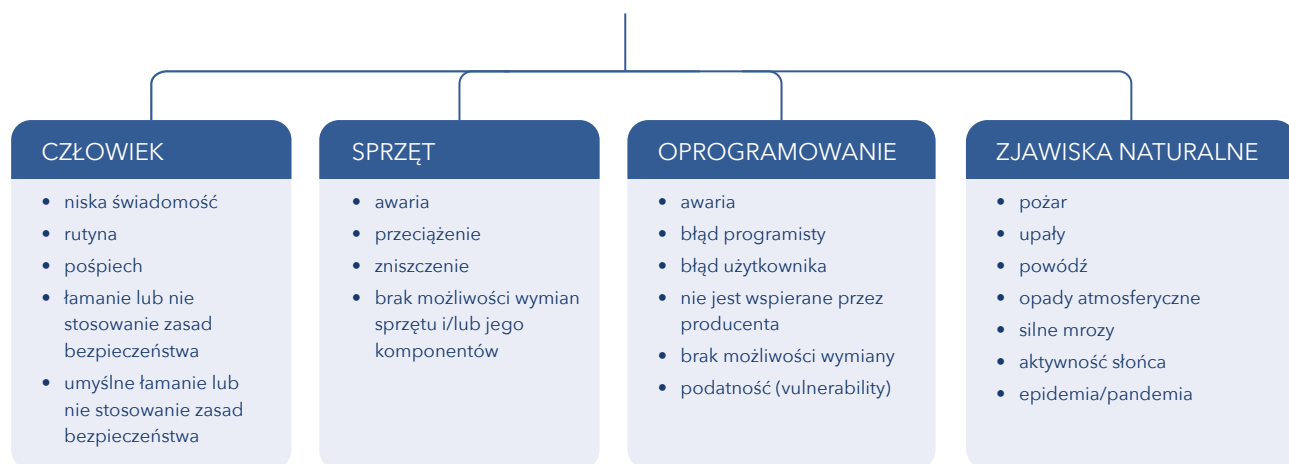 CZŁOWIEK
• niska świadomość
• rutyna
• pośpiech
• łamanie lub nie
stosowanie zasad
bezpieczeństwa
• umyślne łamanie lub
nie stosowanie zasad
bezpieczeństwa
SPRZĘT
• awaria
• przeciążenie
• zniszczenie
• brak możliwości wymian
sprzętu i/lub jego
komponentów
OPROGRAMOWANIE
• awaria
• błąd programisty
• błąd użytkownika
• nie jest wspierane przez
producenta
• brak możliwości wymiany
• podatność (vulnerability)
ZJAWISKA NATURALNE
• pożar
• upały
• powódź
• opady atmosferyczne
• silne mrozy
• aktywność słońca
• epidemia/pandemia